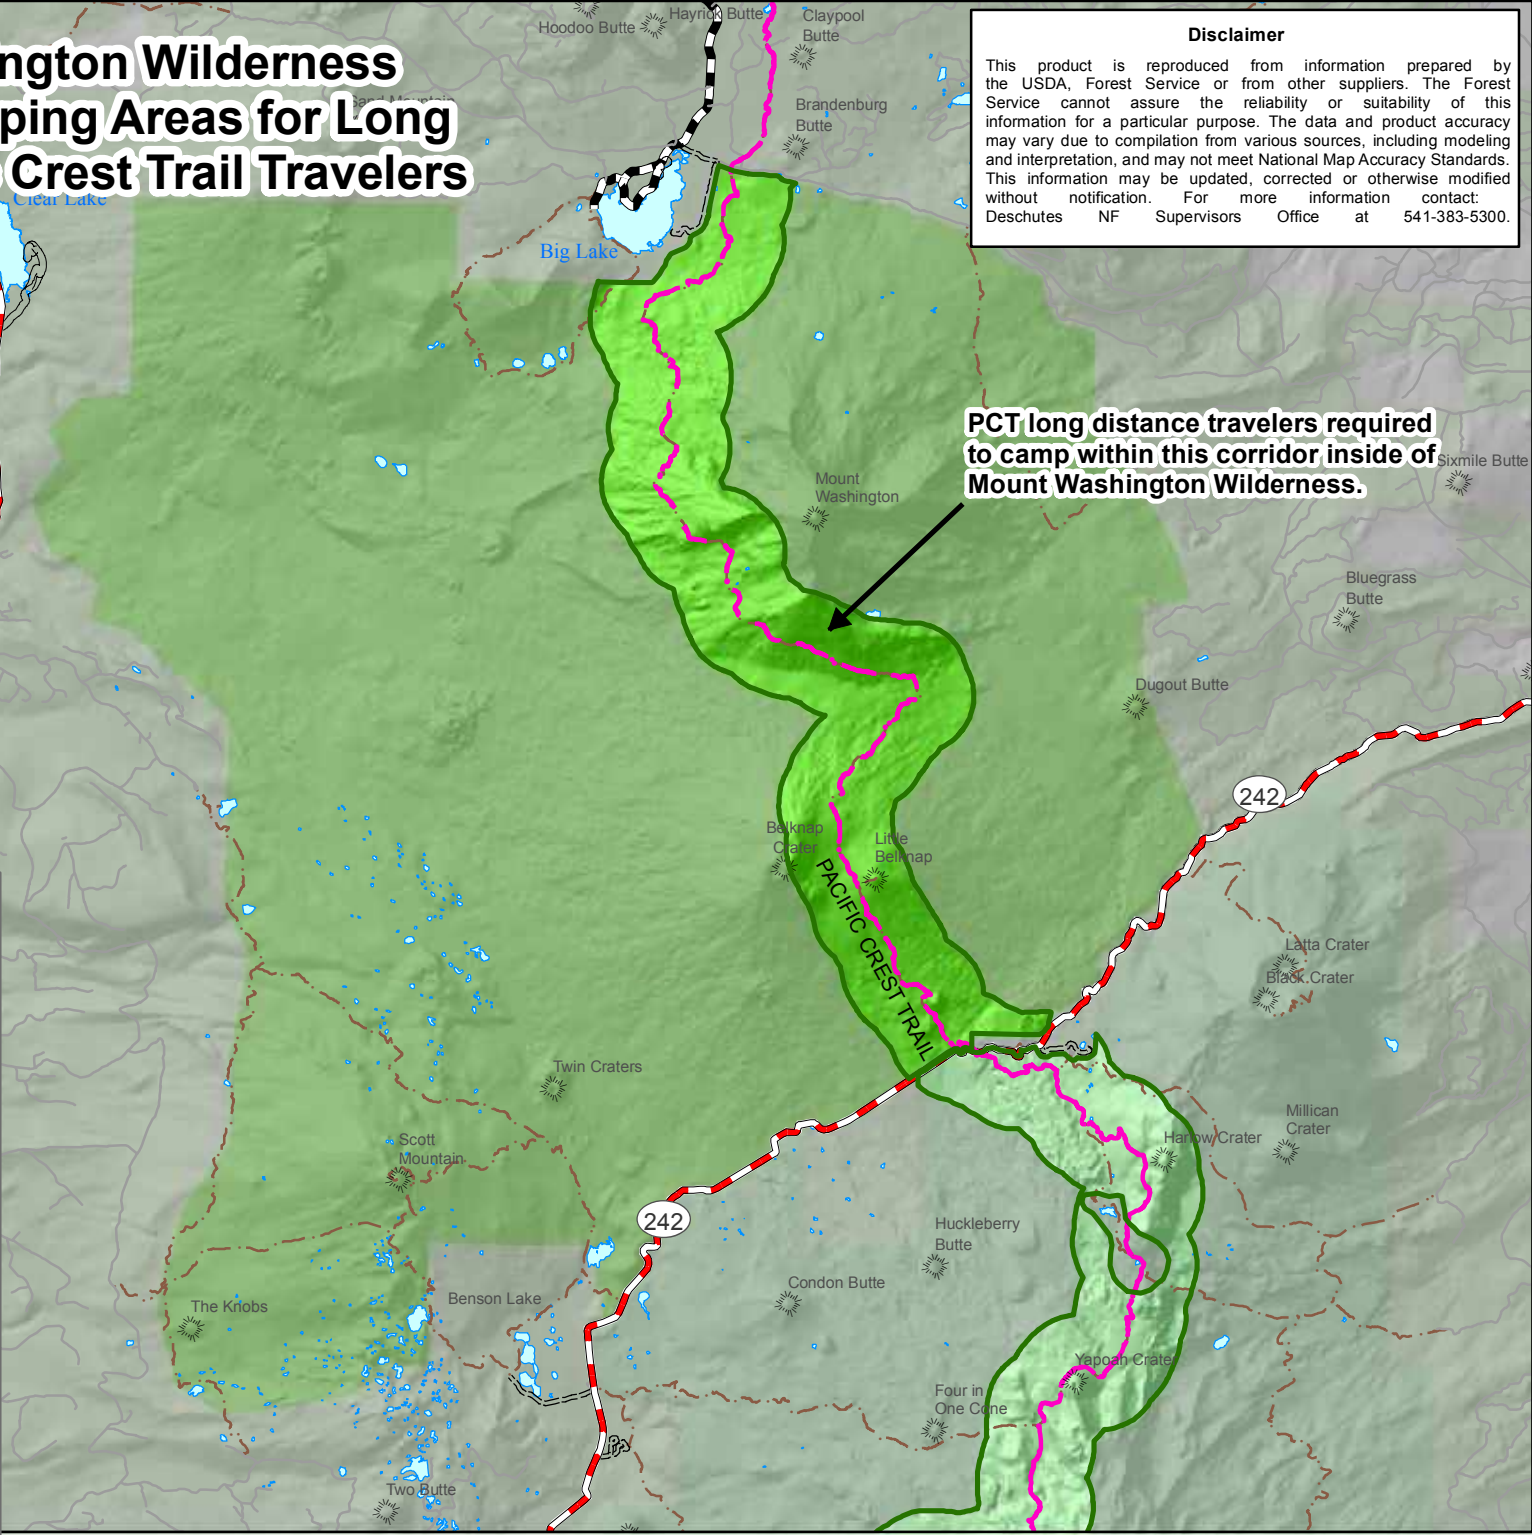 ngton Wilderness
ping Areas for Long
Crest Trail Travelers
Disclaimer
This product is reproduced from information prepared by
the USDA, Forest Service or from other suppliers. The Forest
Service cannot assure the reliability or suitability of this
information for a particular purpose. The data and product accuracy
may vary due to compilation from various sources, including modeling
and interpretation, and may not meet National Map Accuracy Standards.
This information may be updated, corrected or otherwise modified
without notification. For more information contact:
Deschutes NF Supervisors Office at 541-383-5300.
Hoodoo Butte
Hayrick Butte
Claypool
Butte
Sand Mountain
Brandenburg
Butte
Clear Lake
Big Lake
PCT long distance travelers required
to camp within this corridor inside of
Mount Washington Wilderness.
Sixmile Butte
Mount
Washington
Bluegrass
Butte
Dugout Butte
242
Belknap
Crater
Little
Belknap
PACIFIC CREST TRAIL
Latta Crater
Black Crater
Twin Craters
Millican
Crater
Harlow Crater
Scott
Mountain
242
Huckleberry
Butte
Condon Butte
Benson Lake
The Knobs
Yapoah Crater
Four in
One Cone
Two Butte